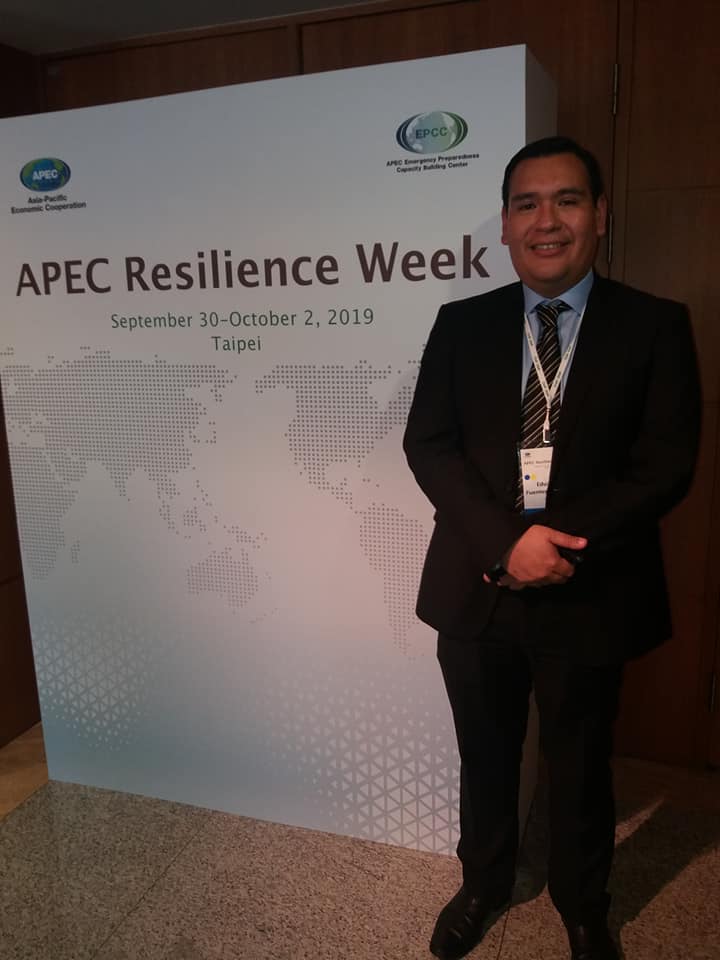 APEC
Asia-Pacific
Economic Cooperation
EPCC
APEC Emergency Preparedness
Capacity Building Center
APEC Resilience Week
September 30-October 2, 2019
Taipei
APEC